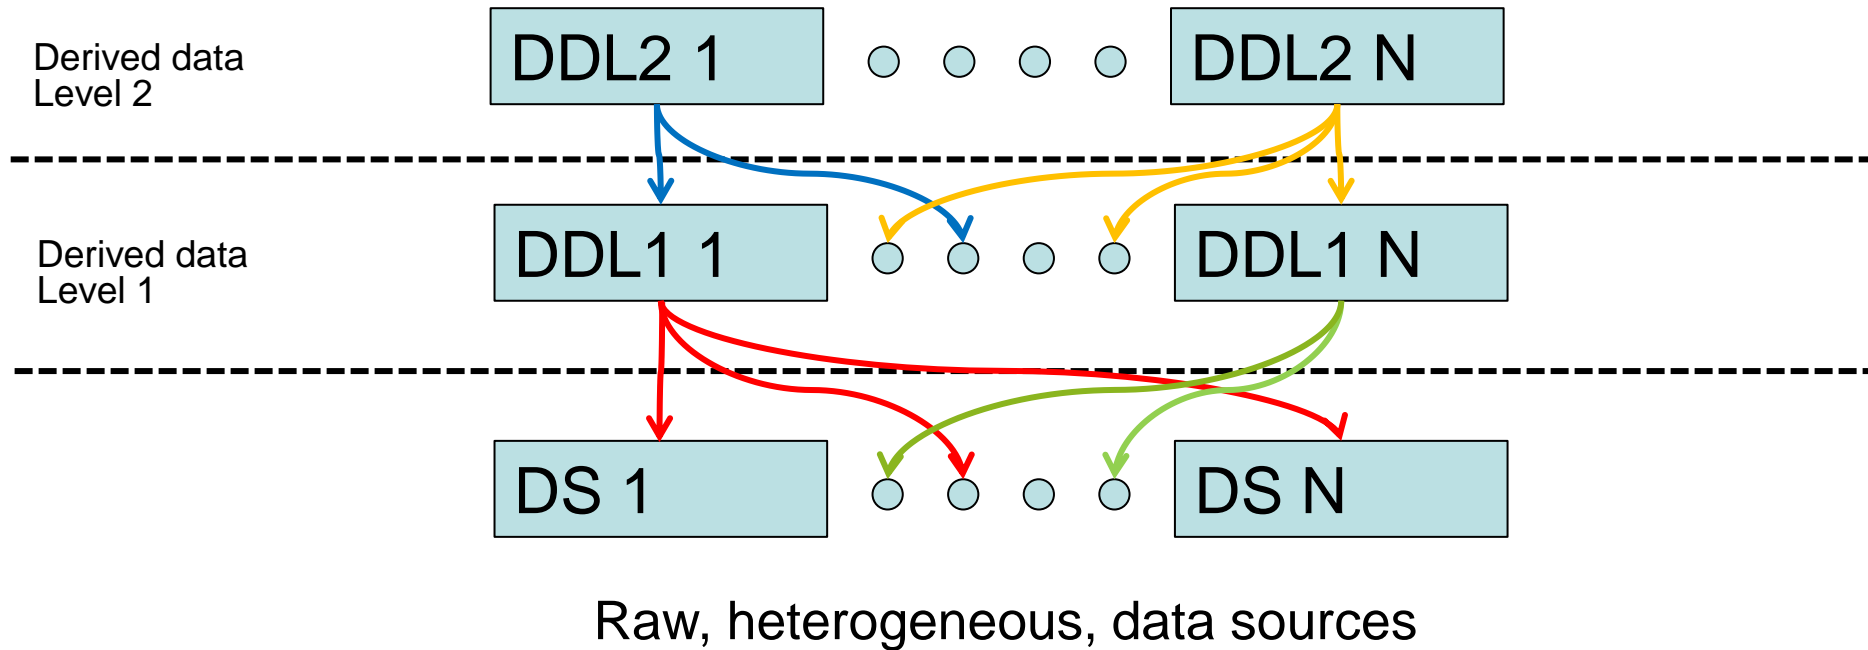 Derived data
Level 2
DDL2 1
DDL2 N
Derived data
Level 1
DDL1 1
DDL1 N
DS 1
DS N
Raw, heterogeneous, data sources